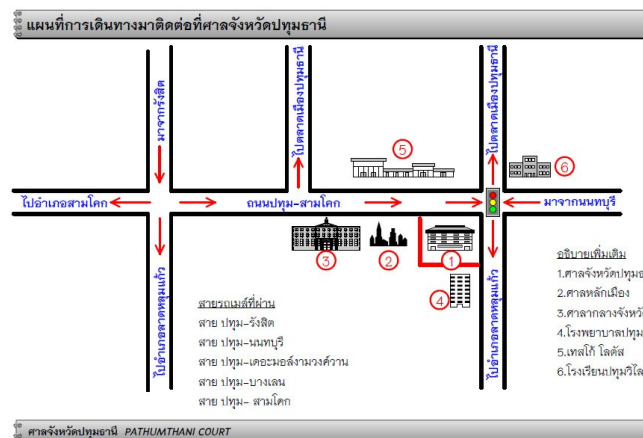 แผนที่การเดินทางมาติดต่อที่ศาลจังหวัดปทุมธานี
มาจากรังสิต
ไปตลาดเมืองปทุมธานี
ไปตลาดเมืองปทุมธานี
5
6
ไปอำเภอสามโคก
ถนนปทุม-สามโคก
มาจากนนทบุรี
3
2
1
4
ไปอำเภอลาดหลุมแก้ว
ไปอำเภอลาดหลุมแก้ว
สายรถเมล์ที่ผ่าน
สาย ปทุม-รังสิต
สาย ปทุม-นนทบุรี
สาย ปทุม-เดอะมอล์งามวงค์วาน
สาย ปทุม-บางเลน
สาย ปทุม- สามโคก
อธิบายเพิ่มเติม
1.ศาลจังหวัดปทุมธ
2.ศาลหลักเมือง
3.ศาลากลางจังหวั
4.โรงพยาบาลปทุม
5.เทสโก้ โลตัส
6.โรงเรียนปทุมวิไล
ศาลจังหวัดปทุมธานี PATHUMTHANI COURT